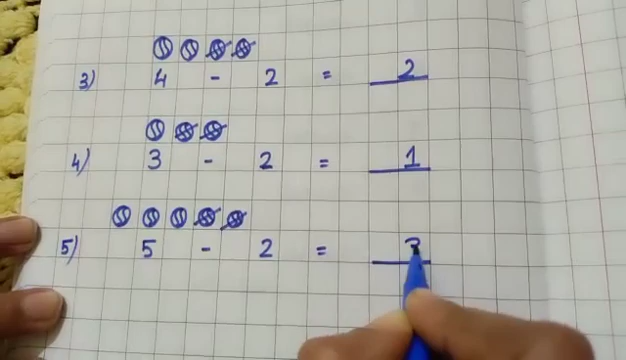 3) 4 - 2 = 2
4) 3 - 2 = 1
5) 5 - 2 =